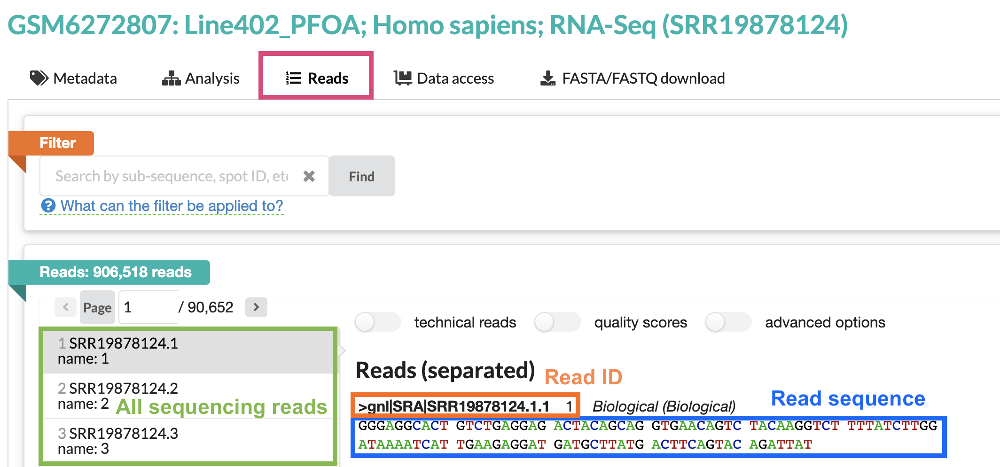 GSM6272807: Line402_PFOA; Homo sapiens; RNA-Seq (SRR19878124)
Metadata Analysis Reads Data access FASTA/FASTQ download
Filter
Search by sub-sequence, spot ID, etc Find
? What can the filter be applied to?
Reads: 906,518 reads
Page 1 / 90,652
technical reads quality scores advanced options
1 SRR19878124.1
name: 1
2 SRR19878124.2
name: 2
All sequencing reads
3 SRR19878124.3
name: 3
Reads (separated) Read ID
Read sequence
>gnl|SRA|SRR19878124.1.1 1 Biological (Biological)
GGGAGGCACT GTCTGAGGAG ACTACAGCAG GTGAACAGTC TACAAGGTCT TTTATCTTGG
ATAAAATCAT TGAAGAGGAT GATGCTTATG ACTTCAGTAC AGATTAT